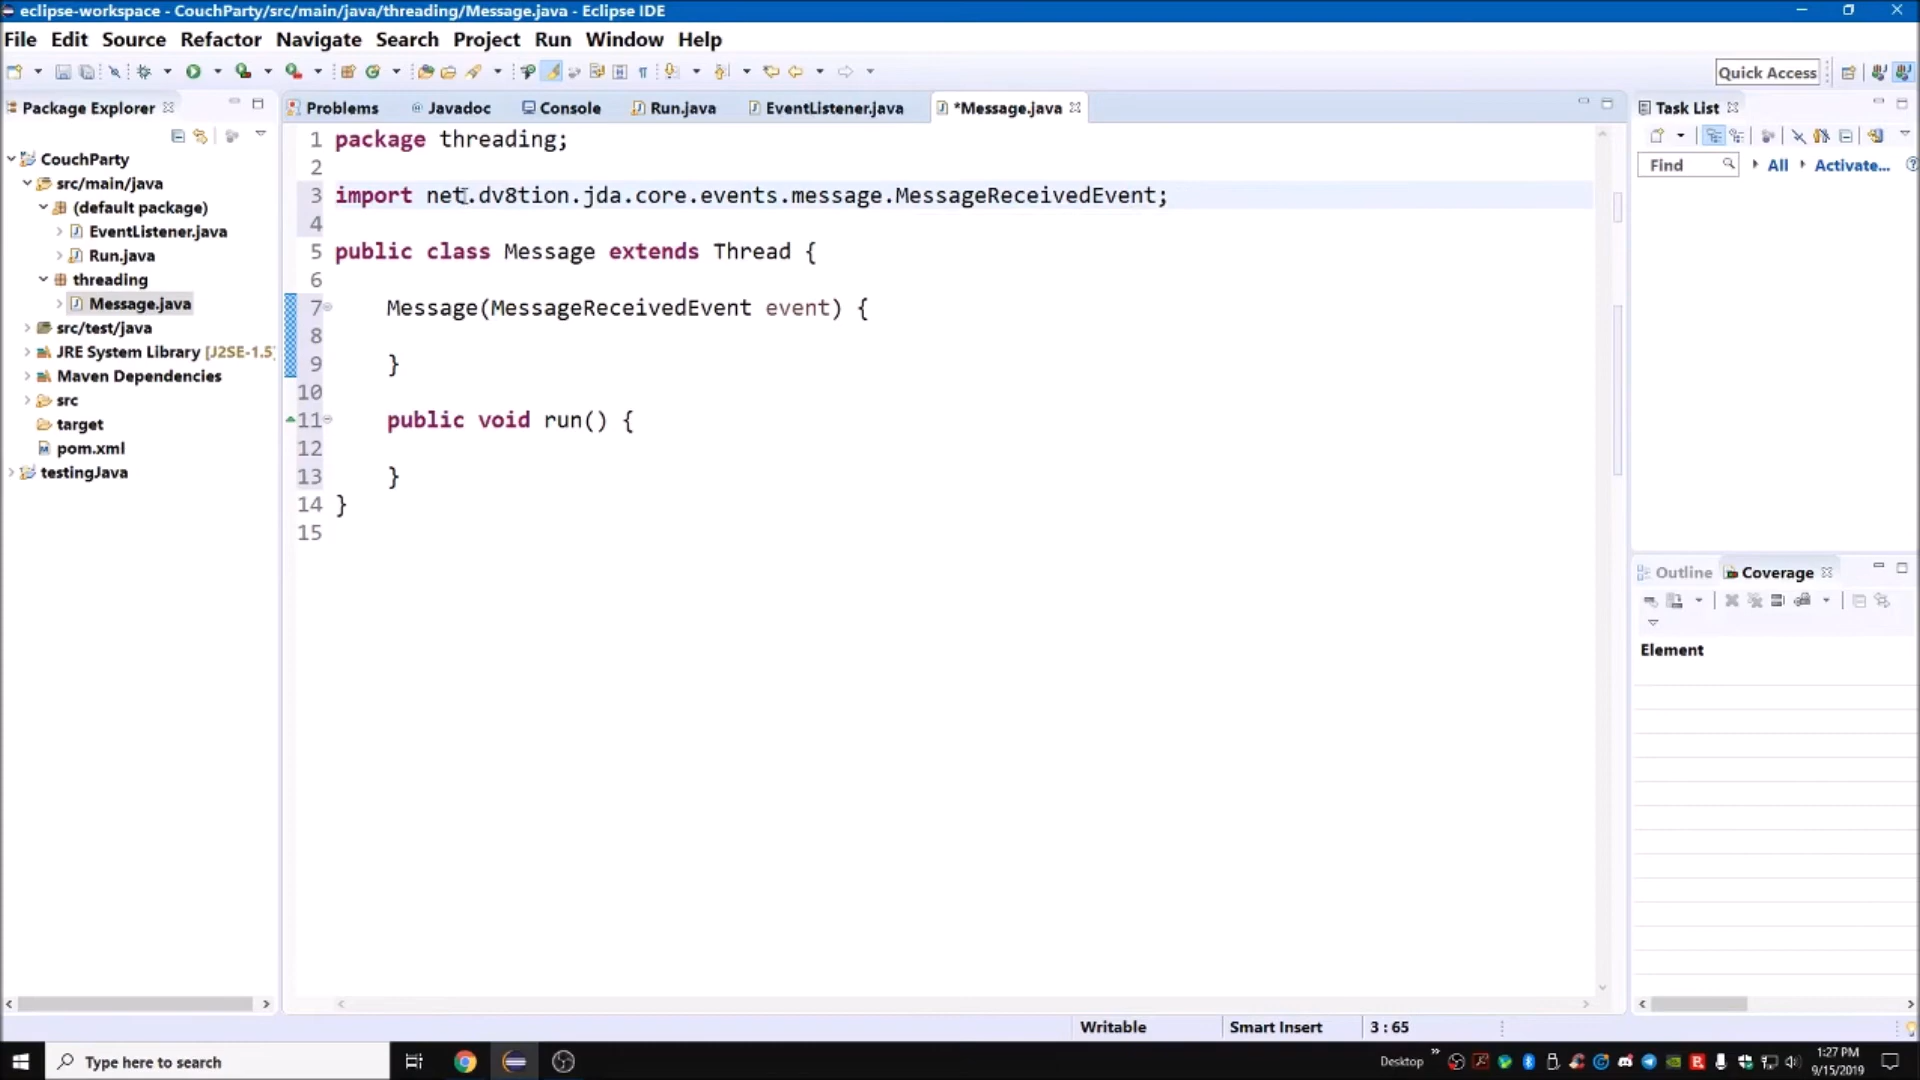 eclipse-workspace - CouchParty/src/main/java/threading/Message.java - Eclipse IDE
File Edit Source Refactor Navigate Search Project Run Window Help
Quick Access
Package Explorer
CouchParty
src/main/java
(default package)
EventListener.java
Run.java
threading
Message.java
src/test/java
JRE System Library [J2SE-1.5]
Maven Dependencies
src
target
pom.xml
testingJava
Problems Javadoc Console Run.java EventListener.java *Message.java
1 package threading;
2
3 import net.dv8tion.jda.core.events.message.MessageReceivedEvent;
4
5 public class Message extends Thread {
6
7 Message(MessageReceivedEvent event) {
8
9 }
10
11 public void run() {
12
13 }
14 }
15
Task List
Find All Activate...
Outline Coverage
Element
Writable Smart Insert 3 : 65
Type here to search
Desktop
1:27 PM
9/15/2019